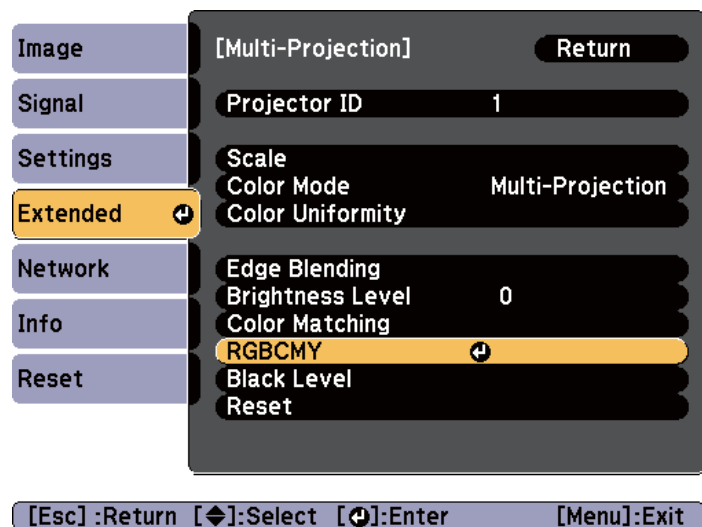 Image
Signal
Settings
Extended
Network
Info
Reset
[Multi-Projection] Return
Projector ID 1
Scale
Color Mode Multi-Projection
Color Uniformity
Edge Blending
Brightness Level 0
Color Matching
RGBCMY
Black Level
Reset
[Esc] :Return [◆]:Select [⏎]:Enter [Menu]:Exit